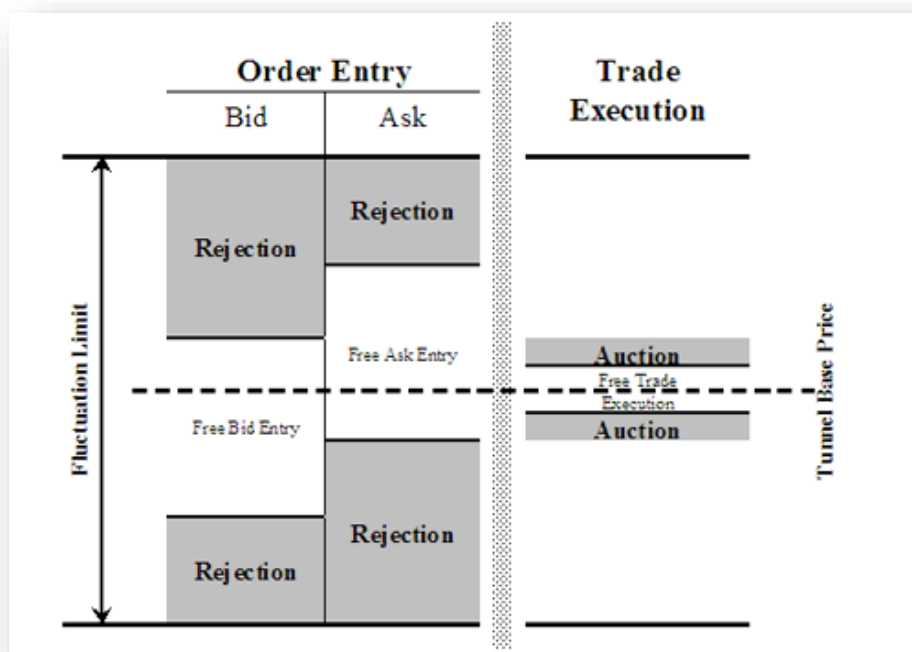 Order Entry
Trade
Execution
Bid
Ask
Rejection
Rejection
Free Ask Entry
Auction
Free Trade
Execution
Free Bid Entry
Auction
Rejection
Rejection
Fluctuation Limit
Tunnel Base Price